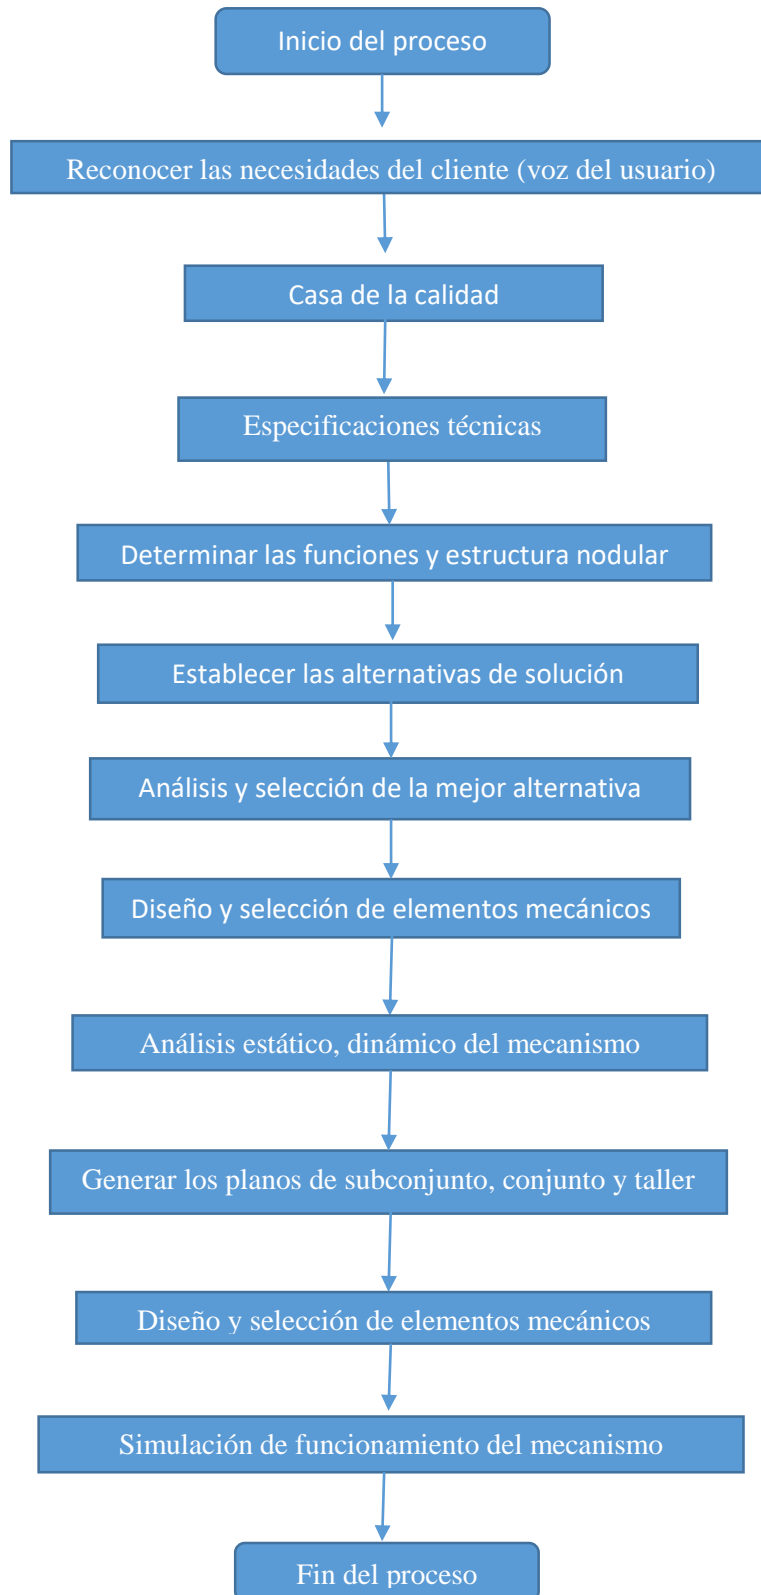 Inicio del proceso
Reconocer las necesidades del cliente (voz del usuario)
Casa de la calidad
Especificaciones técnicas
Determinar las funciones y estructura nodular
Establecer las alternativas de solución
Análisis y selección de la mejor alternativa
Diseño y selección de elementos mecánicos
Análisis estático, dinámico del mecanismo
Generar los planos de subconjunto, conjunto y taller
Diseño y selección de elementos mecánicos
Simulación de funcionamiento del mecanismo
Fin del proceso